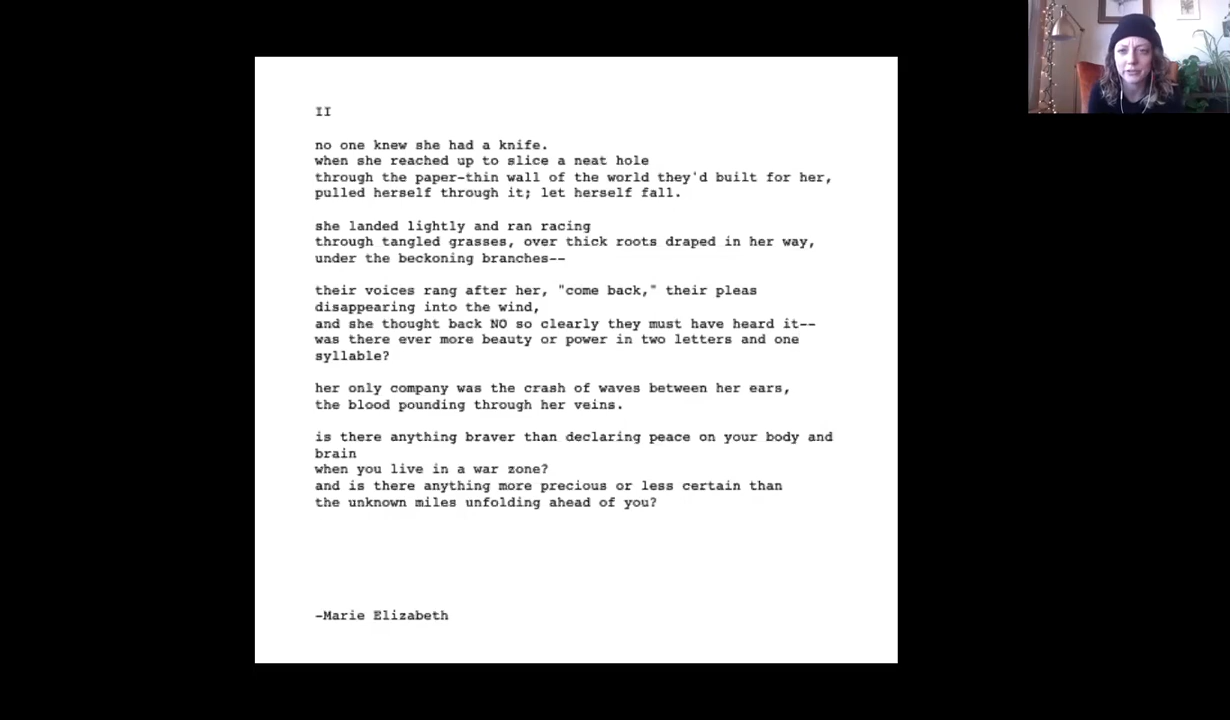 II
no one knew she had a knife.
when she reached up to slice a neat hole
through the paper-thin wall of the world they'd built for her,
pulled herself through it; let herself fall.
she landed lightly and ran racing
through tangled grasses, over thick roots draped in her way,
under the beckoning branches--
their voices rang after her, "come back," their pleas
disappearing into the wind,
and she thought back NO so clearly they must have heard it--
was there ever more beauty or power in two letters and one
syllable?
her only company was the crash of waves between her ears,
the blood pounding through her veins.
is there anything braver than declaring peace on your body and
brain
when you live in a war zone?
and is there anything more precious or less certain than
the unknown miles unfolding ahead of you?
-Marie Elizabeth